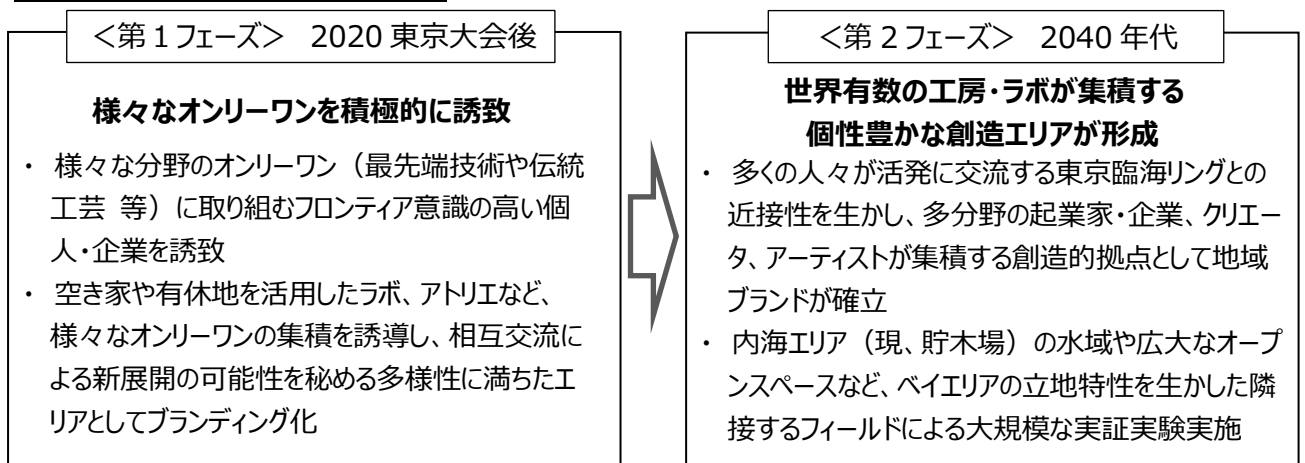 ＜第１フェーズ＞ 2020 東京大会後
様々なオンリーワンを積極的に誘致
・ 様々な分野のオンリーワン（最先端技術や伝統
工芸 等）に取り組むフロンティア意識の高い個
人・企業を誘致
・ 空き家や有休地を活用したラボ、アトリエなど、
様々なオンリーワンの集積を誘導し、相互交流に
よる新展開の可能性を秘める多様性に満ちたエ
リアとしてブランディング化
＜第２フェーズ＞ 2040 年代
世界有数の工房・ラボが集積する
個性豊かな創造エリアが形成
・ 多くの人々が活発に交流する東京臨海リングとの
近接性を生かし、多分野の起業家・企業、クリエー
タ、アーティストが集積する創造的拠点として地域
ブランドが確立
・ 内海エリア（現、貯木場）の水域や広大なオープ
ンスペースなど、ベイエリアの立地特性を生かした隣
接するフィールドによる大規模な実証実験実施